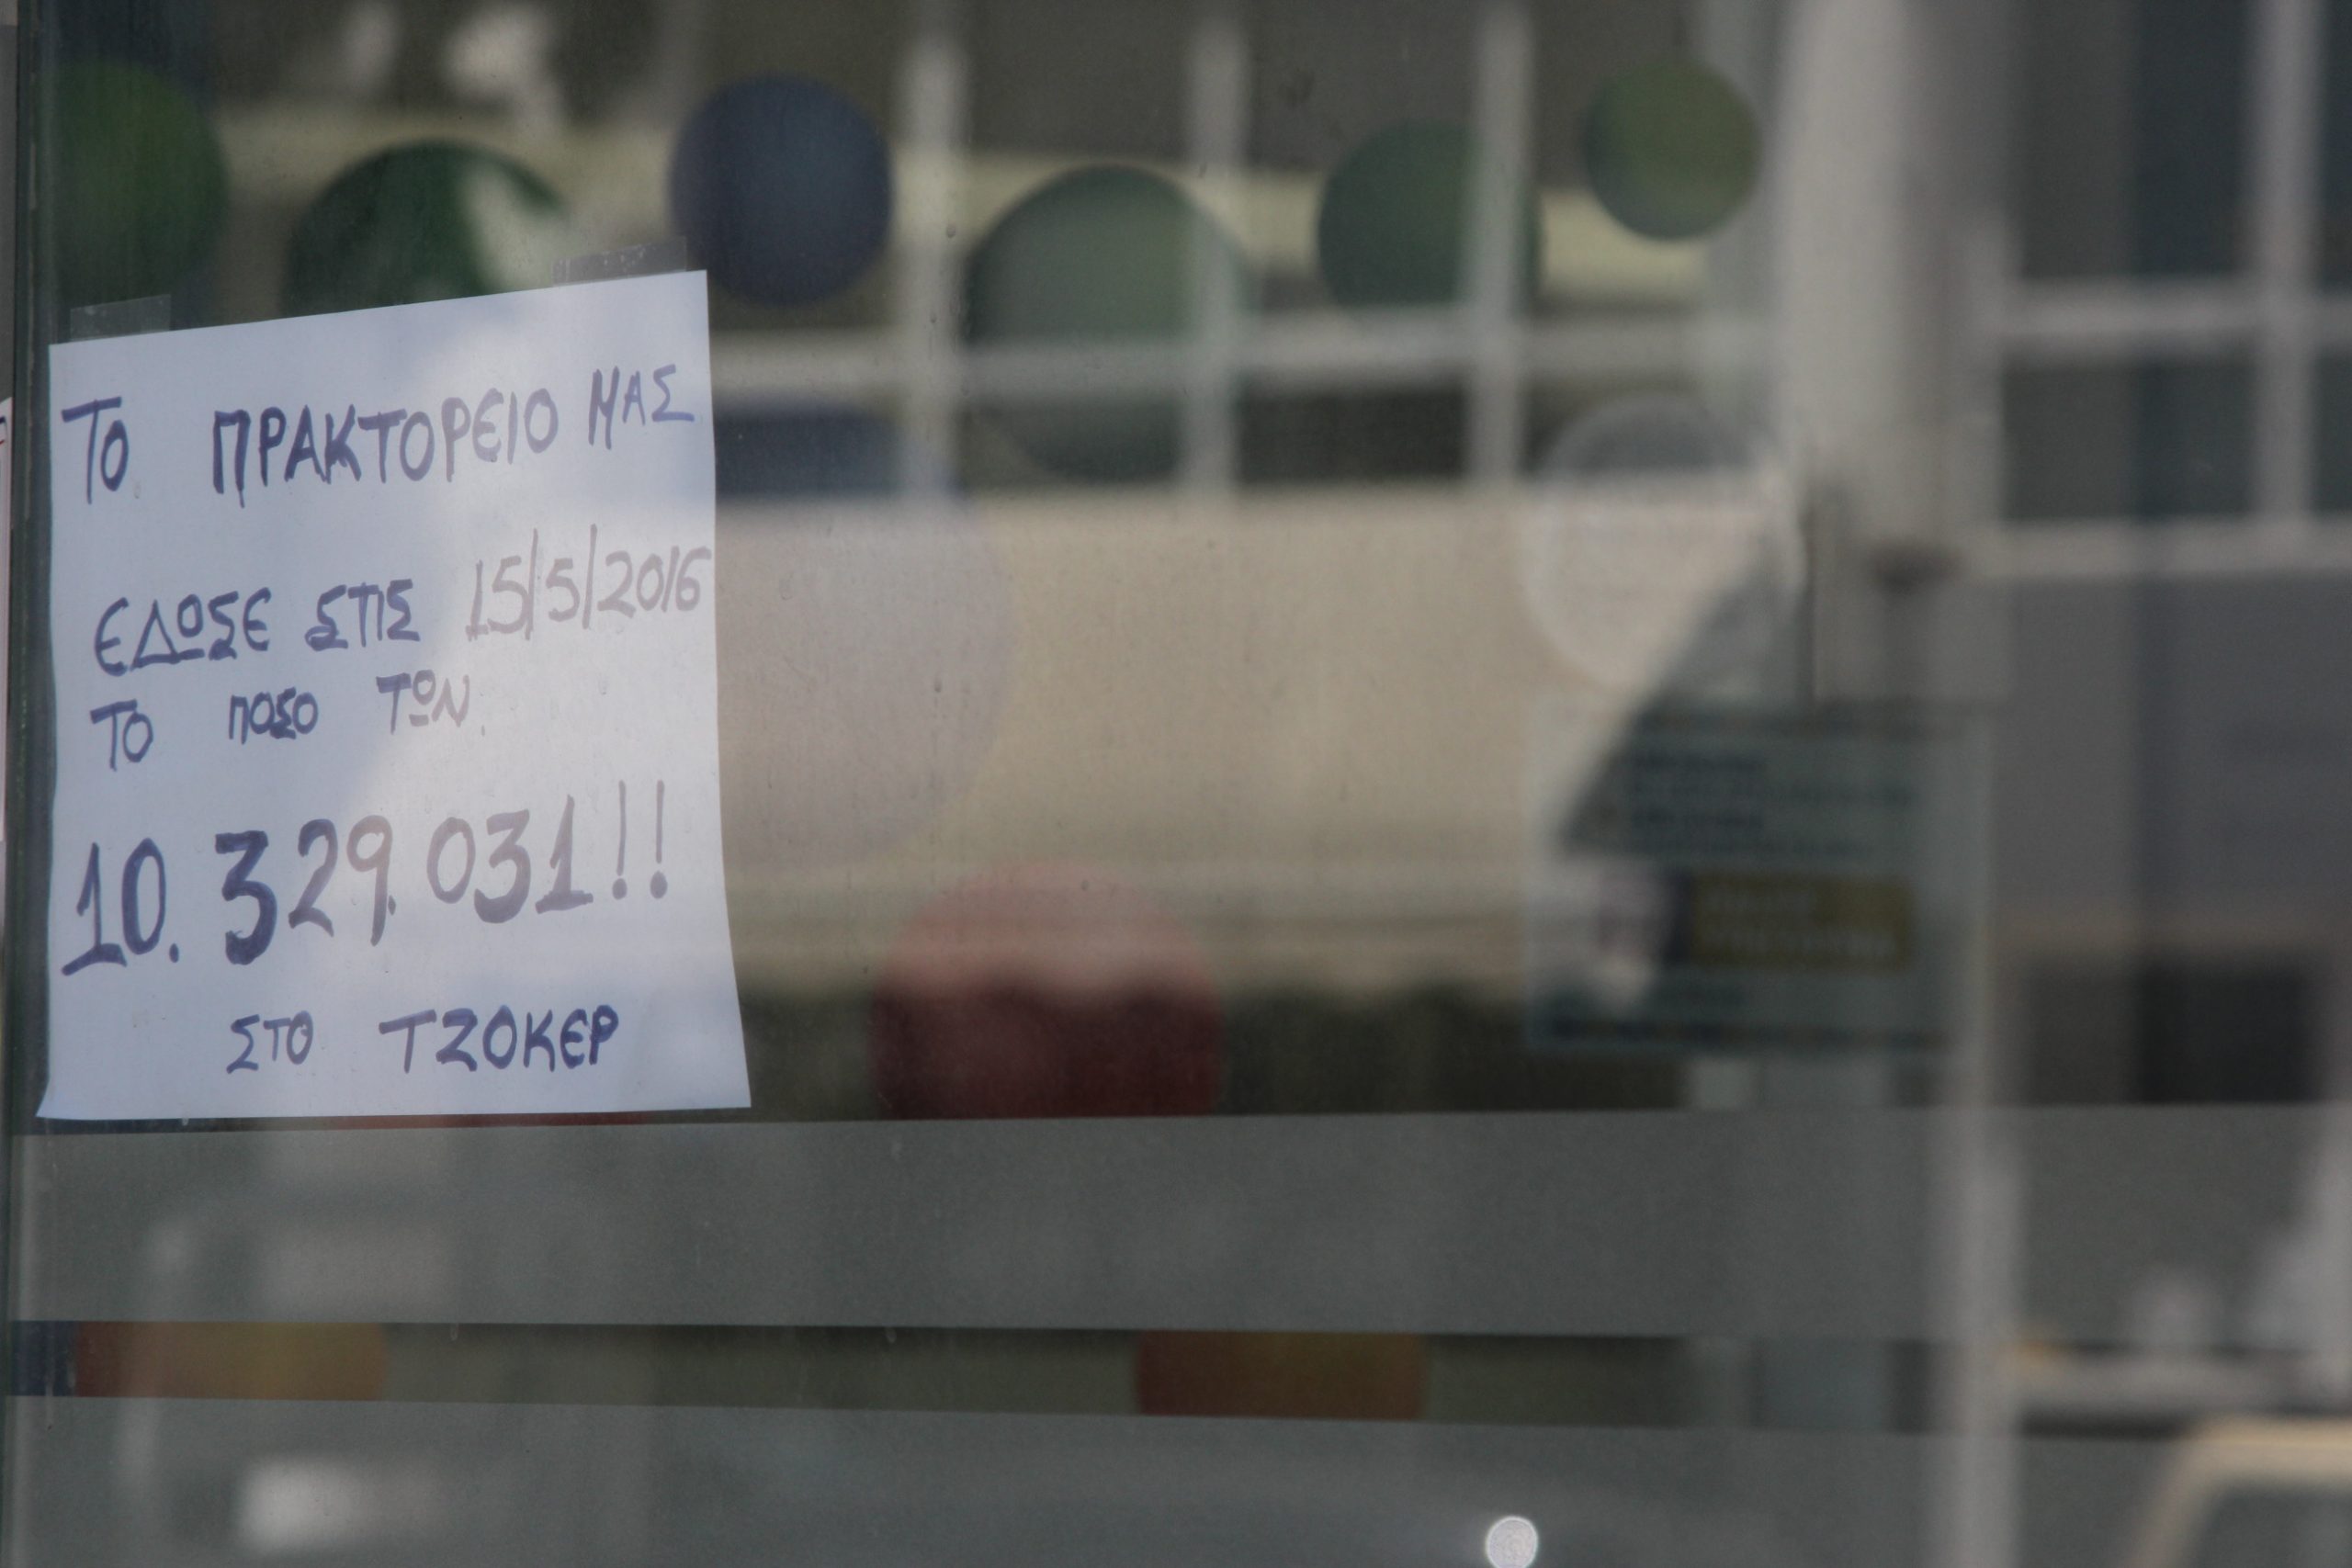 ΤΟ ΠΡΑΚΤΟΡΕΙΟ ΜΑΣ
ΕΔΩΣΕ ΣΤΙΣ 15/5/2016
ΤΟ ΠΟΣΟ ΤΩΝ
10.329.031!!
ΣΤΟ ΤΖΟΚΕΡ